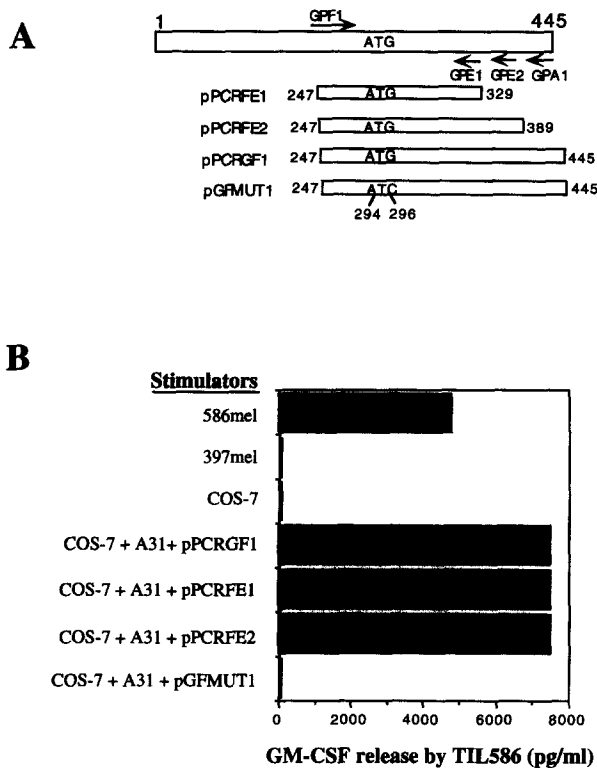 A
1 GPF1 445
ATG
GPE1 GPE2 GPA1
pPCRFE1 247 ATG 329
pPCRFE2 247 ATG 389
pPCRGF1 247 ATG 445
pGFMUT1 247 ATC 445
294 296
B
Stimulators
586mel
397mel
COS-7
COS-7 + A31+ pPCRGF1
COS-7 + A31 + pPCRFE1
COS-7 + A31 + pPCRFE2
COS-7 + A31 + pGFMUT1
0 2000 4000 6000 8000
GM-CSF release by TIL586 (pg/ml)